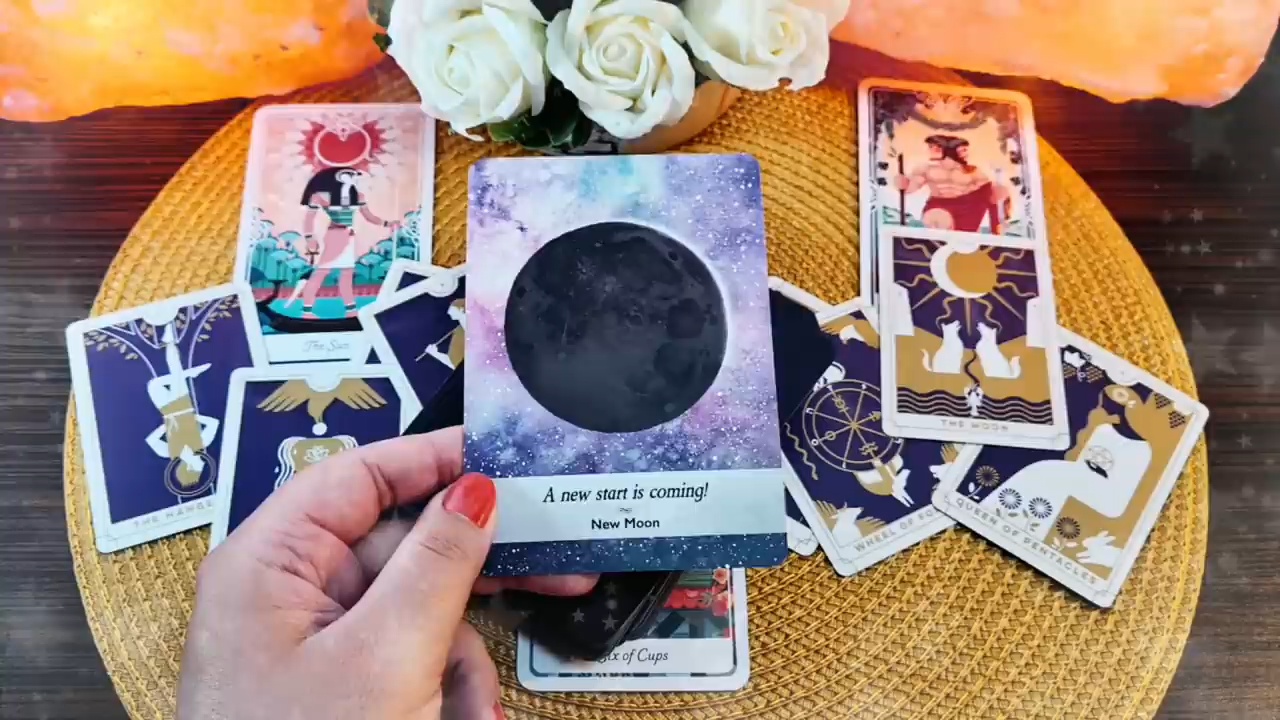 The Sun
THE HANGE
A new start is coming!
New Moon
THE MOON
WHEEL OF FO
QUEEN OF PENTACLES
Six of Cups